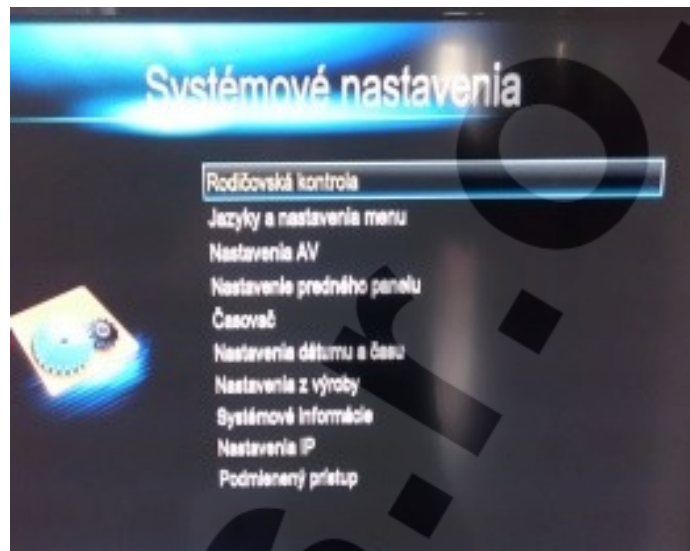 Systémové nastavenia
Rodičovská kontrola
Jazyky a nastavenia menu
Nastavenia AV
Nastavenie predného panelu
Časovač
Nastavenia dátumu a času
Nastavenia z výroby
Systémové Informácie
Nastavenia IP
Podmienený prístup